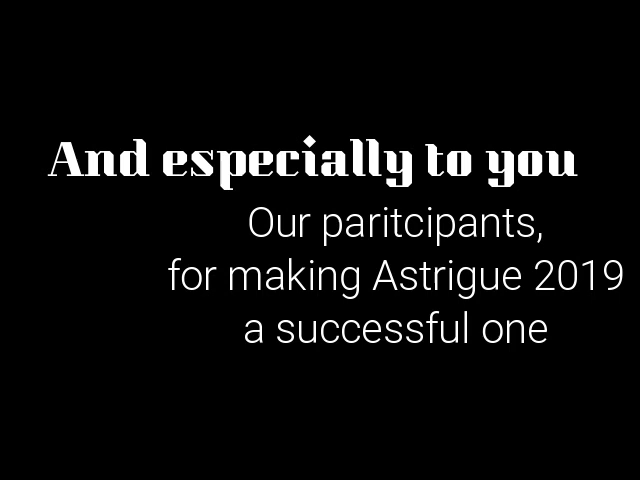 And especially to you
Our paritcipants,
for making Astrigue 2019
a successful one